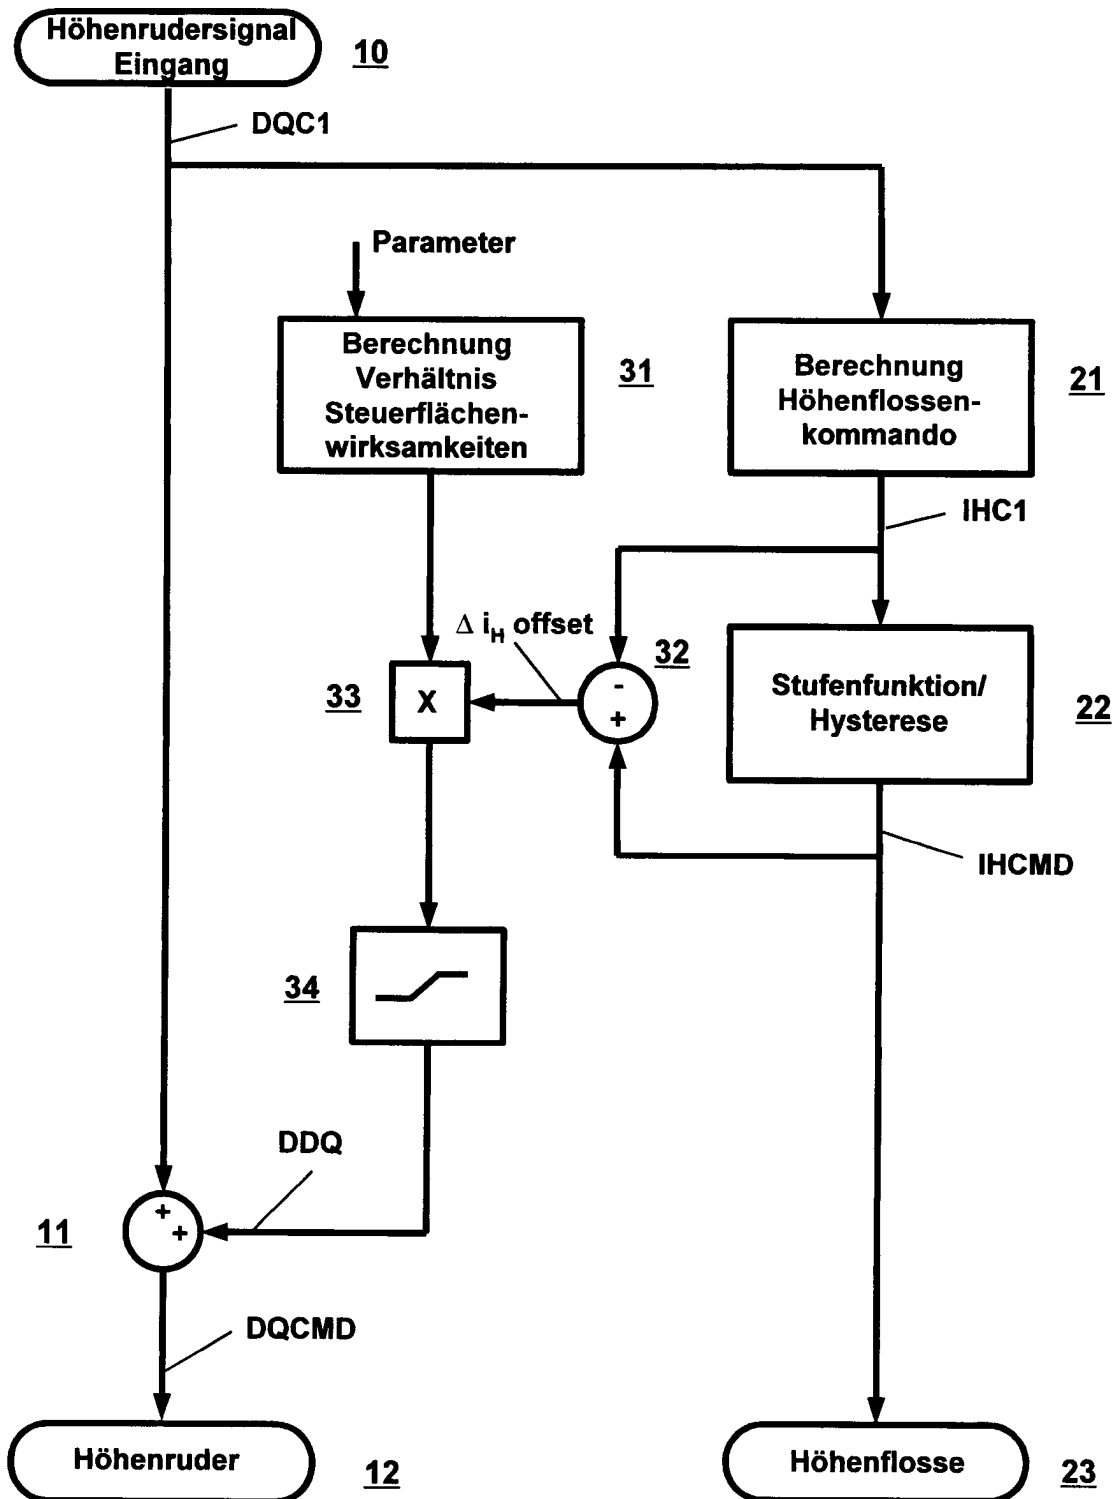 Höhenrudersignal
Eingang
10
DQC1
Parameter
Berechnung
Verhältnis
Steuerflächen-
wirksamkeiten
31
Berechnung
Höhenflossen-
kommando
21
IHC1
Δ iH offset
32
33
X
-
+
Stufenfunktion/
Hysterese
22
IHCMD
34
DDQ
11
+
+
DQCMD
Höhenruder
12
Höhenflosse
23